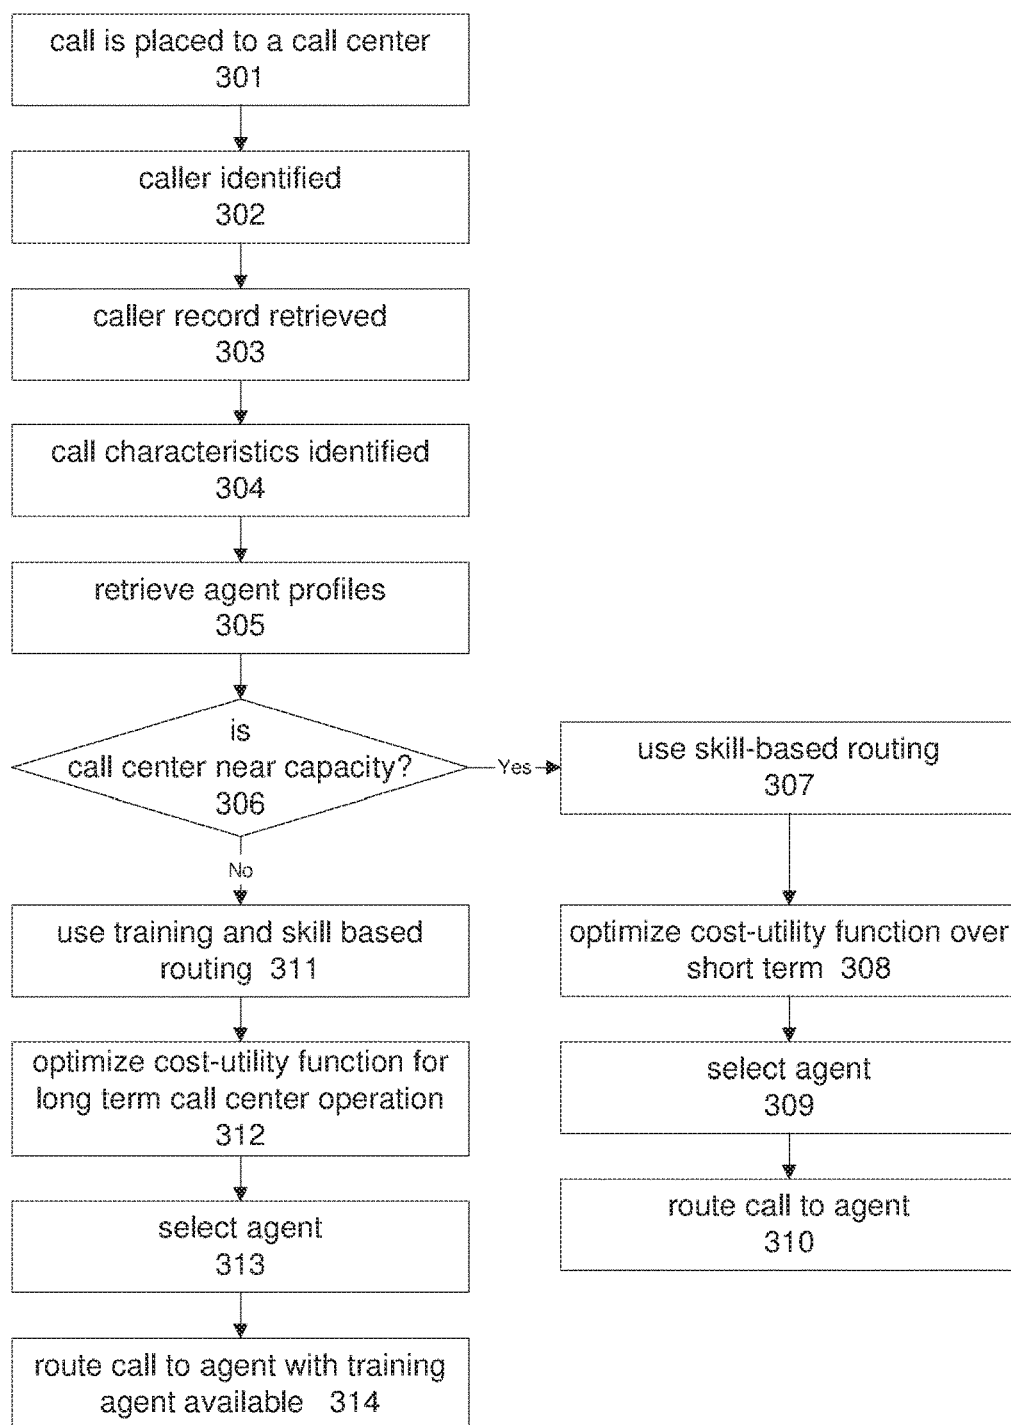 call is placed to a call center
301
caller identified
302
caller record retrieved
303
call characteristics identified
304
retrieve agent profiles
305
is
call center near capacity?
306
Yes
use skill-based routing
307
optimize cost-utility function over
short term 308
select agent
309
route call to agent
310
No
use training and skill based
routing 311
optimize cost-utility function for
long term call center operation
312
select agent
313
route call to agent with training
agent available 314